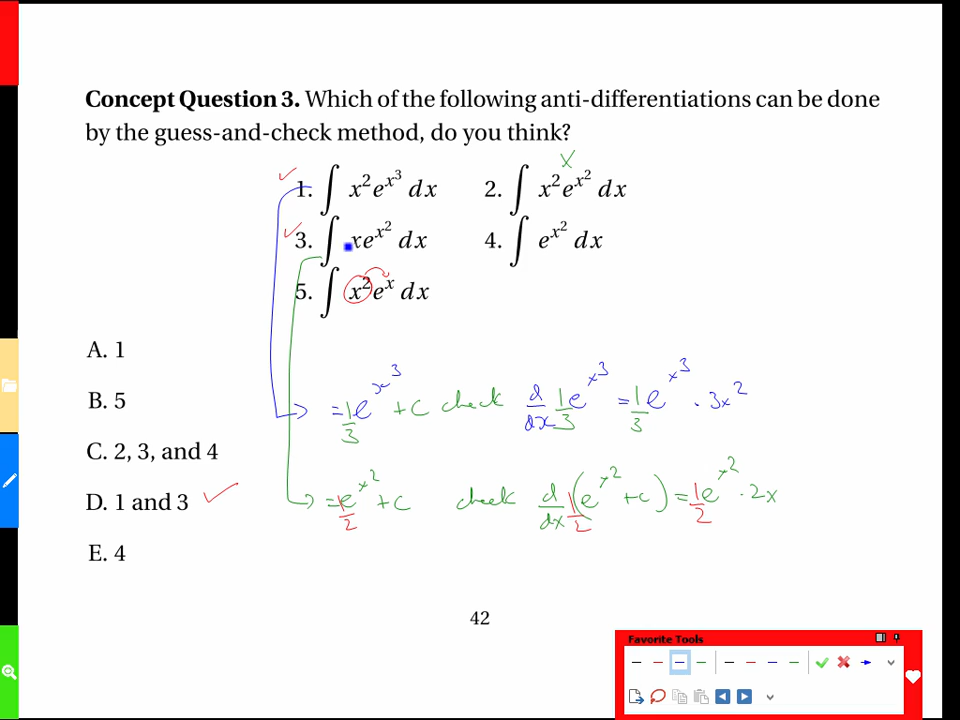 Concept Question 3. Which of the following anti-differentiations can be done
by the guess-and-check method, do you think?
x
1. ∫ x²e^{x³} dx 2. ∫ x²e^{x²} dx
3. ∫ xe^{x²} dx 4. ∫ e^{x²} dx
5. ∫ x²e^x dx
A. 1
B. 5
= 1/3 e^{x³} + c check d/dx 1/3 e^{x³} = 1/3 e^{x³} · 3x²
C. 2, 3, and 4
D. 1 and 3
= 1/2 e^{x²} + c check d/dx 1/2 (e^{x²} + c) = 1/2 e^{x²} · 2x
E. 4
42
Favorite Tools